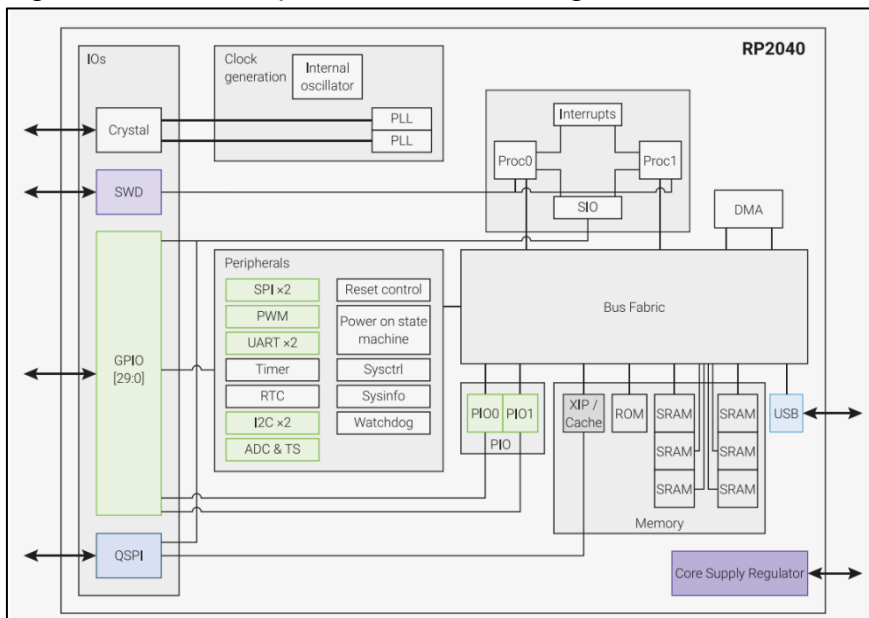 RP2040
IOs
Crystal
SWD
GPIO
[29:0]
QSPI
Clock
generation
Internal
oscillator
PLL
PLL
Interrupts
Proc0
Proc1
SIO
DMA
Peripherals
SPI ×2
PWM
UART ×2
Timer
RTC
I2C ×2
ADC & TS
Reset control
Power on state
machine
Sysctrl
Sysinfo
Watchdog
Bus Fabric
PIO0
PIO1
PIO
XIP /
Cache
ROM
SRAM
SRAM
SRAM
SRAM
SRAM
SRAM
Memory
USB
Core Supply Regulator